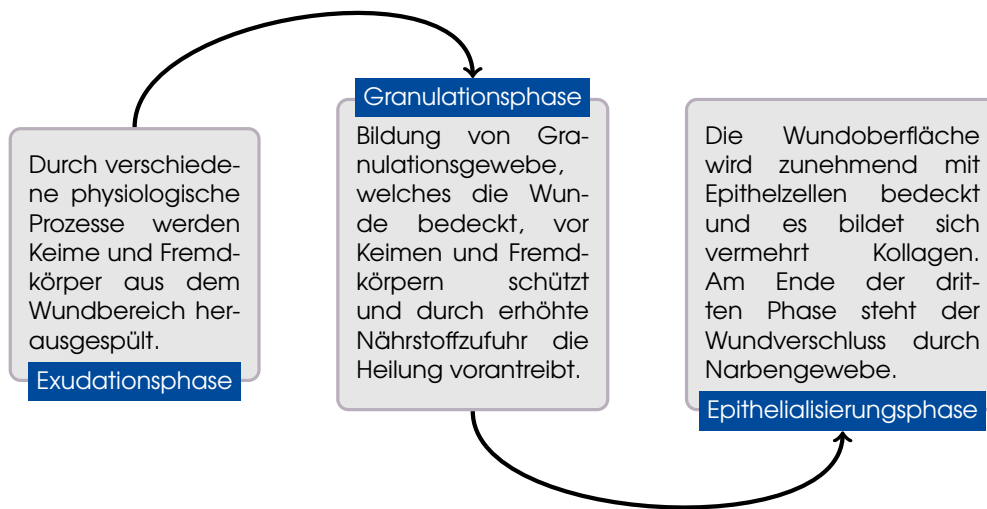 Durch verschiede-
ne physiologische
Prozesse werden
Keime und Fremd-
körper aus dem
Wundbereich her-
ausgespült.
Exudationsphase
Granulationsphase
Bildung von Gra-
nulationsgewebe,
welches die Wun-
de bedeckt, vor
Keimen und Fremd-
körpern schützt
und durch erhöhte
Nährstoffzufuhr die
Heilung vorantreibt.
Die Wundoberfläche
wird zunehmend mit
Epithelzellen bedeckt
und es bildet sich
vermehrt Kollagen.
Am Ende der drit-
ten Phase steht der
Wundverschluss durch
Narbengewebe.
Epithelialisierungsphase